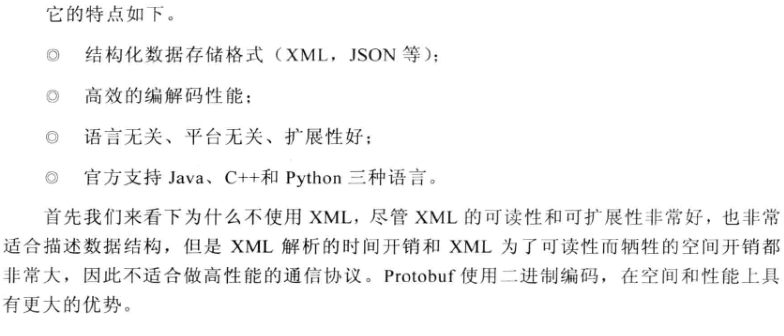 它的特点如下。
◎ 结构化数据存储格式（XML，JSON 等）；
◎ 高效的编解码性能；
◎ 语言无关、平台无关、扩展性好；
◎ 官方支持 Java、C++和 Python 三种语言。
首先我们来看下为什么不使用 XML，尽管 XML 的可读性和可扩展性非常好，也非常
适合描述数据结构，但是 XML 解析的时间开销和 XML 为了可读性而牺牲的空间开销都
非常大，因此不适合做高性能的通信协议。Protobuf 使用二进制编码，在空间和性能上具
有更大的优势。